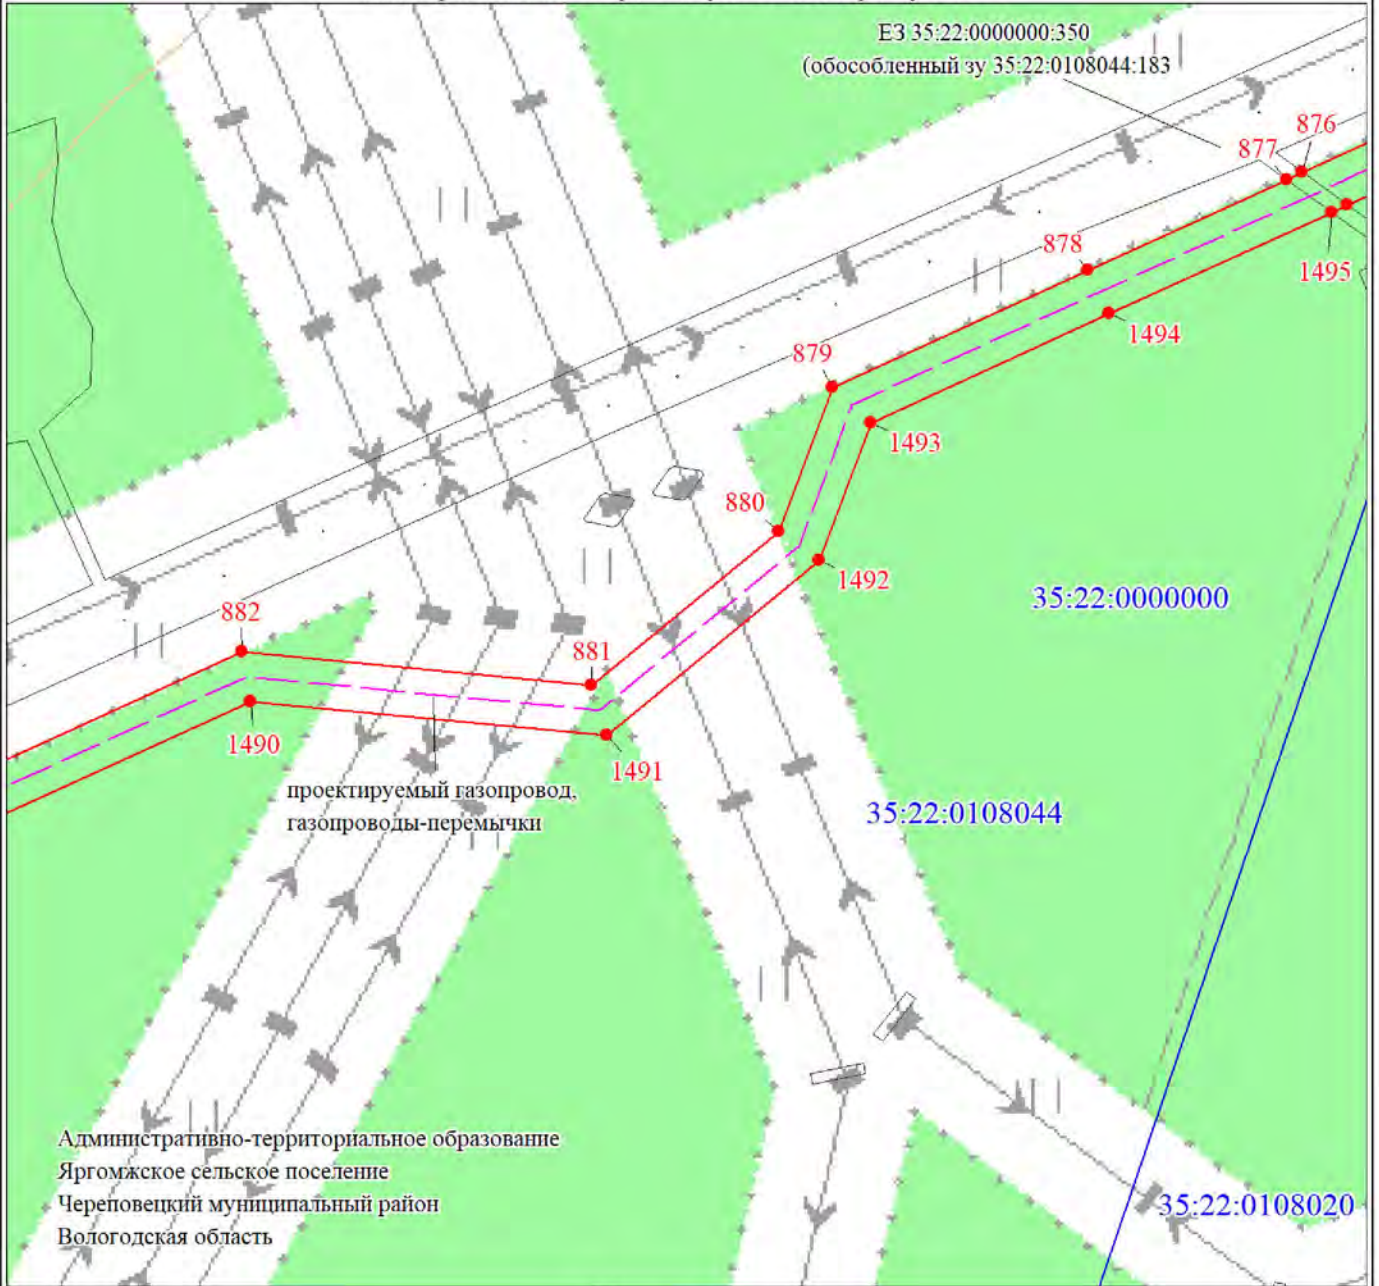 ЕЗ 35:22:0000000:350
(обособленный зу 35:22:0108044:183
876
877
878
1495
1494
879
1493
880
1492
35:22:0000000
882
881
1490
1491
проектируемый газопровод,
газопроводы-перемычки
35:22:0108044
Административно-территориальное образование
Яргомжское сельское поселение
Череповецкий муниципальный район
Вологодская область
35:22:0108020